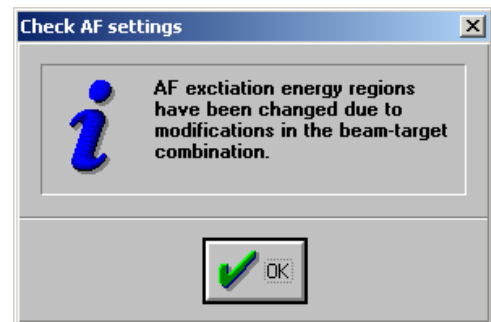 Check AF settings
AF exctiation energy regions
have been changed due to
modifications in the beam-target
combination.
OK